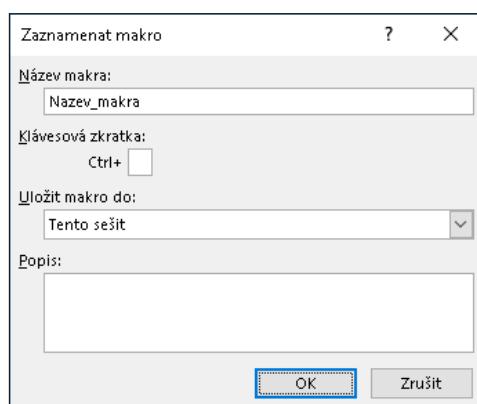 Zaznamenat makro ?
Název makra:
Nazev_makra
Klávesová zkratka:
Ctrl+
Uložit makro do:
Tento sešit
Popis:
OK Zrušit